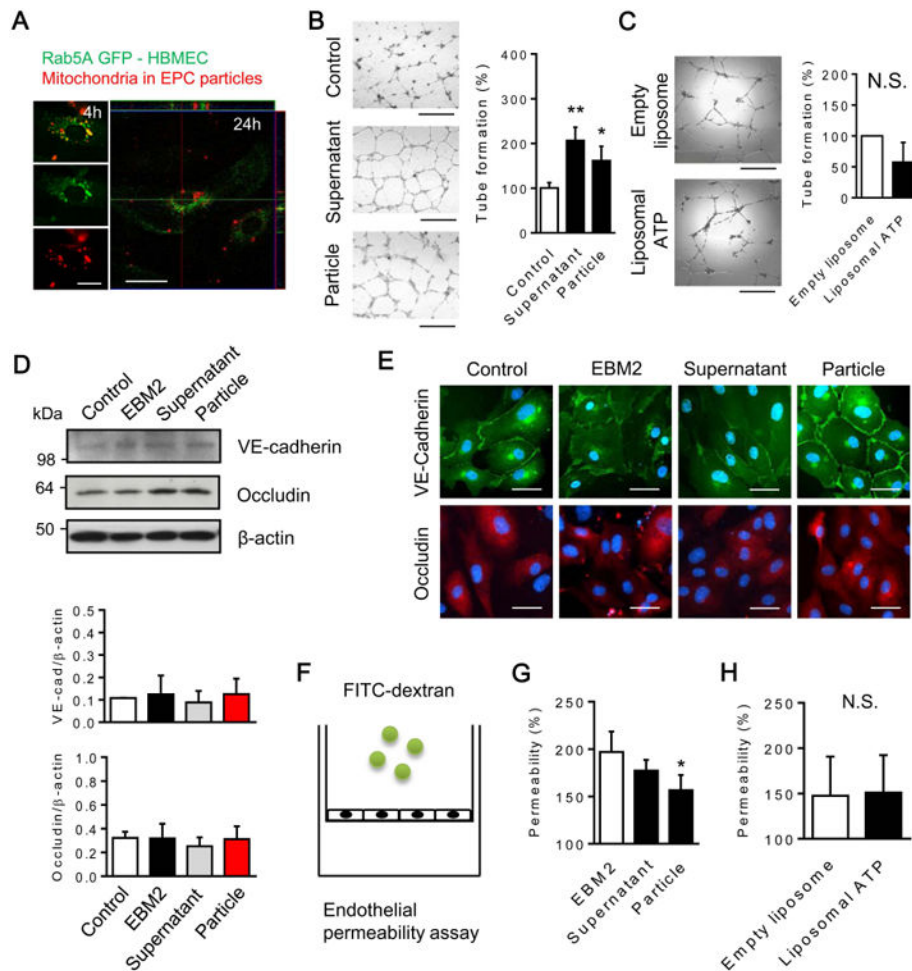 A
Rab5A GFP - HBMEC
Mitochondria in EPC particles
4h
24h
B
Control
Supernatant
Particle
Tube formation (%)
400
300
200
100
0
**
*
Control
Supernatant
Particle
C
Empty
liposome
Liposomal
ATP
Tube formation (%)
200
150
100
50
0
N.S.
Empty liposome
Liposomal ATP
D
Control
EBM2
Supernatant
Particle
kDa
98
VE-cadherin
64
Occludin
50
β-actin
VE-cad/β-actin
0.5
0.4
0.3
0.2
0.1
0.0
Occludin/β-actin
1.0
0.8
0.6
0.4
0.2
0.0
Control
EBM2
Supernatant
Particle
E
Control
EBM2
Supernatant
Particle
VE-Cadherin
Occludin
F
FITC-dextran
Endothelial
permeability assay
G
Permeability (%)
250
200
150
100
*
EBM2
Supernatant
Particle
H
Permeability (%)
250
200
150
100
N.S.
Empty liposome
Liposomal ATP